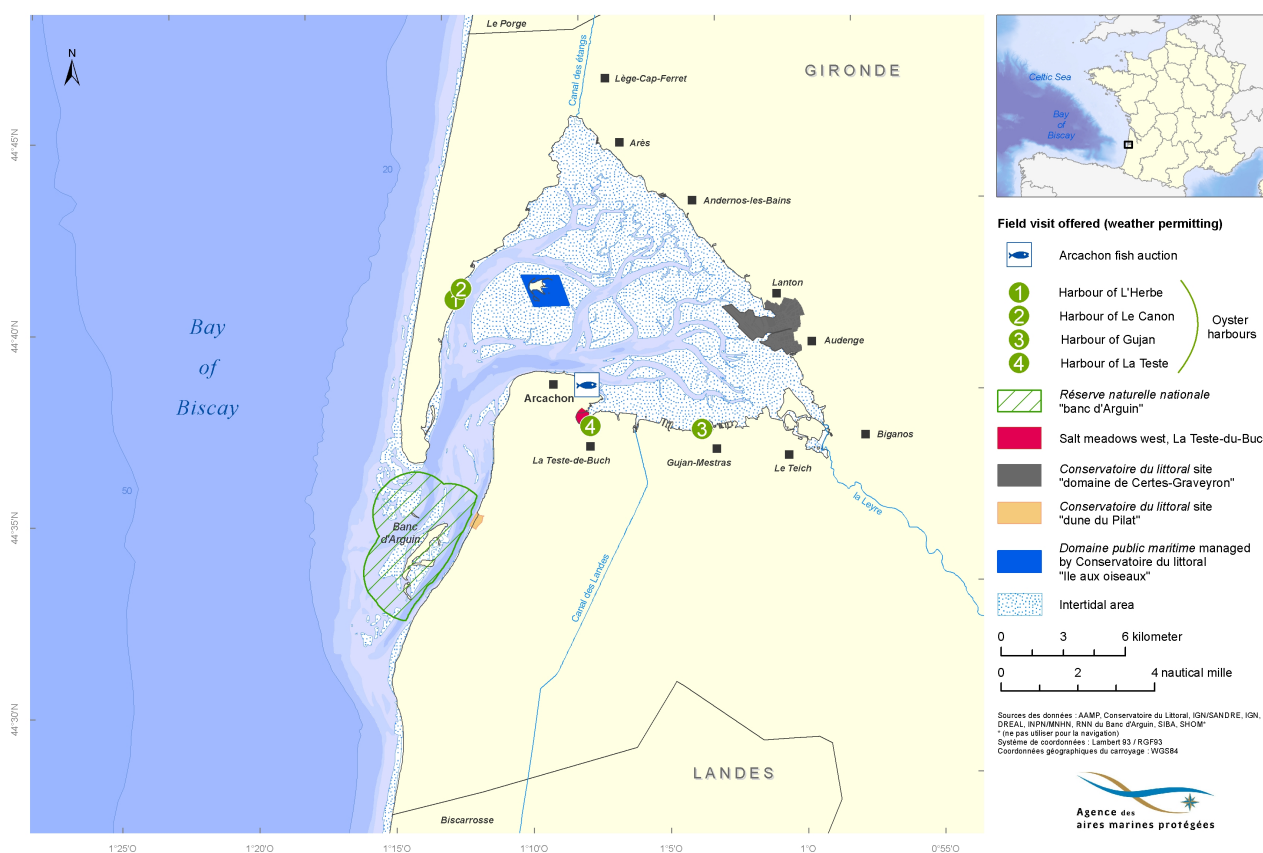 Le Porge
N
Canal des étangs
GIRONDE
Lège-Cap-Ferret
Celtic Sea
Bay
of
Biscay
44°45'N
20
Arès
Andernos-les-Bains
Field visit offered (weather permitting)
Arcachon fish auction
1 Harbour of L'Herbe
2 Harbour of Le Canon
3 Harbour of Gujan
4 Harbour of La Teste
Oyster
harbours
Lanton
2
1
44°40'N
Bay
of
Biscay
Audenge
Arcachon
4
3
La Teste-de-Buch
Gujan-Mestras
Le Teich
Biganos
Réserve naturelle nationale
"banc d'Arguin"
Salt meadows west, La Teste-du-Buc
Conservatoire du littoral site
"domaine de Certes-Graveyron"
Conservatoire du littoral site
"dune du Pilat"
Domaine public maritime managed
by Conservatoire du littoral
"Ile aux oiseaux"
Intertidal area
50
la Leyre
44°35'N
Banc
d'Arguin
Canal des Landes
0 3 6 kilometer
0 2 4 nautical mille
44°30'N
LANDES
Biscarrosse
Sources des données : AAMP, Conservatoire du Littoral, IGN/SANDRE, IGN,
DREAL, INPN/MNHN, RNN du Banc d'Arguin, SIBA, SHOM*
* (ne pas utiliser pour la navigation)
Système de coordonnées : Lambert 93 / RGF93
Coordonnées géographiques du carroyage : WGS84
Agence des
aires marines protégées
1°25'O
1°20'O
1°15'O
1°10'O
1°5'O
1°O
0°55'O